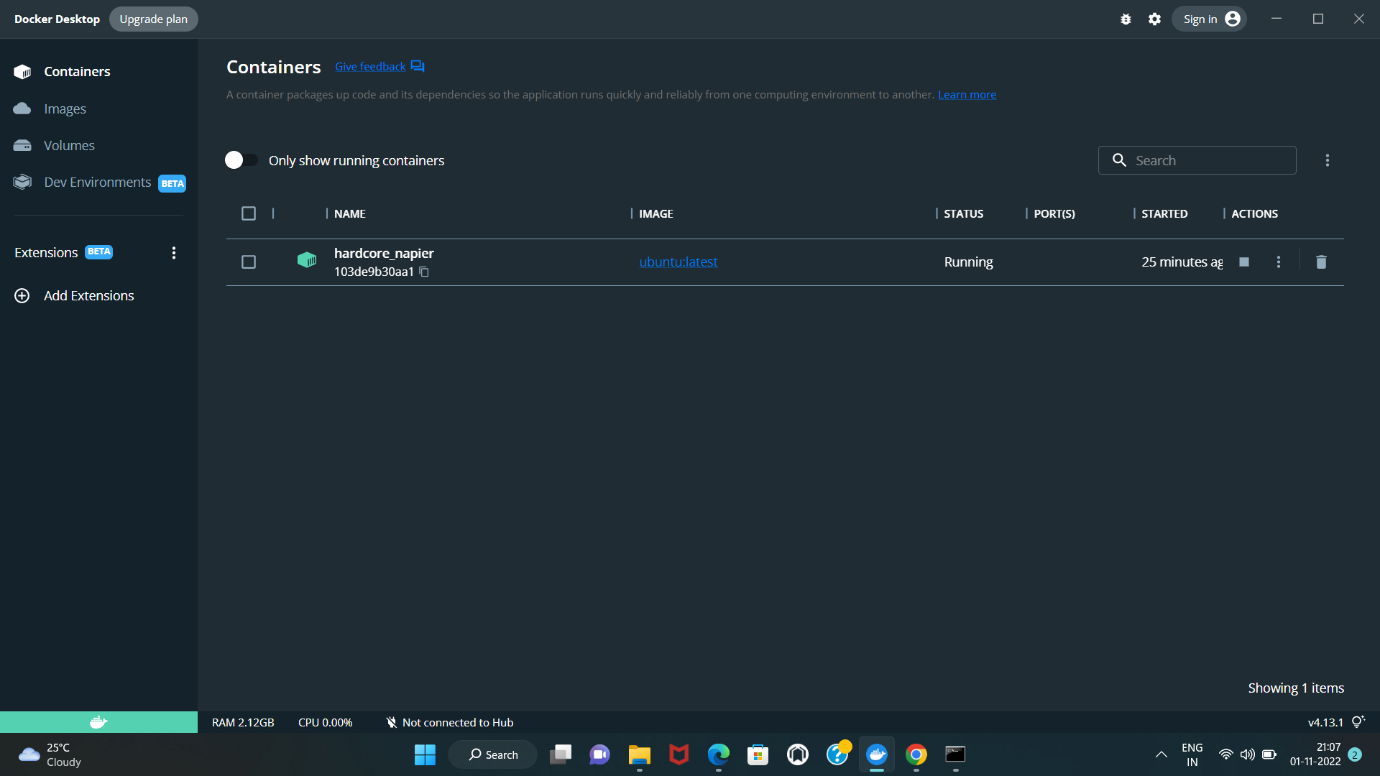 Docker Desktop Upgrade plan Sign in
Containers
Images
Volumes
Dev Environments BETA
Extensions BETA
Add Extensions
Containers Give feedback
A container packages up code and its dependencies so the application runs quickly and reliably from one computing environment to another. Learn more
Only show running containers Search
NAME IMAGE STATUS PORT(S) STARTED ACTIONS
hardcore_napier ubuntu:latest Running 25 minutes ag
103de9b30aa1
Showing 1 items
RAM 2.12GB CPU 0.00% Not connected to Hub v4.13.1
25°C
Cloudy
Search
ENG
IN
21:07
01-11-2022
2